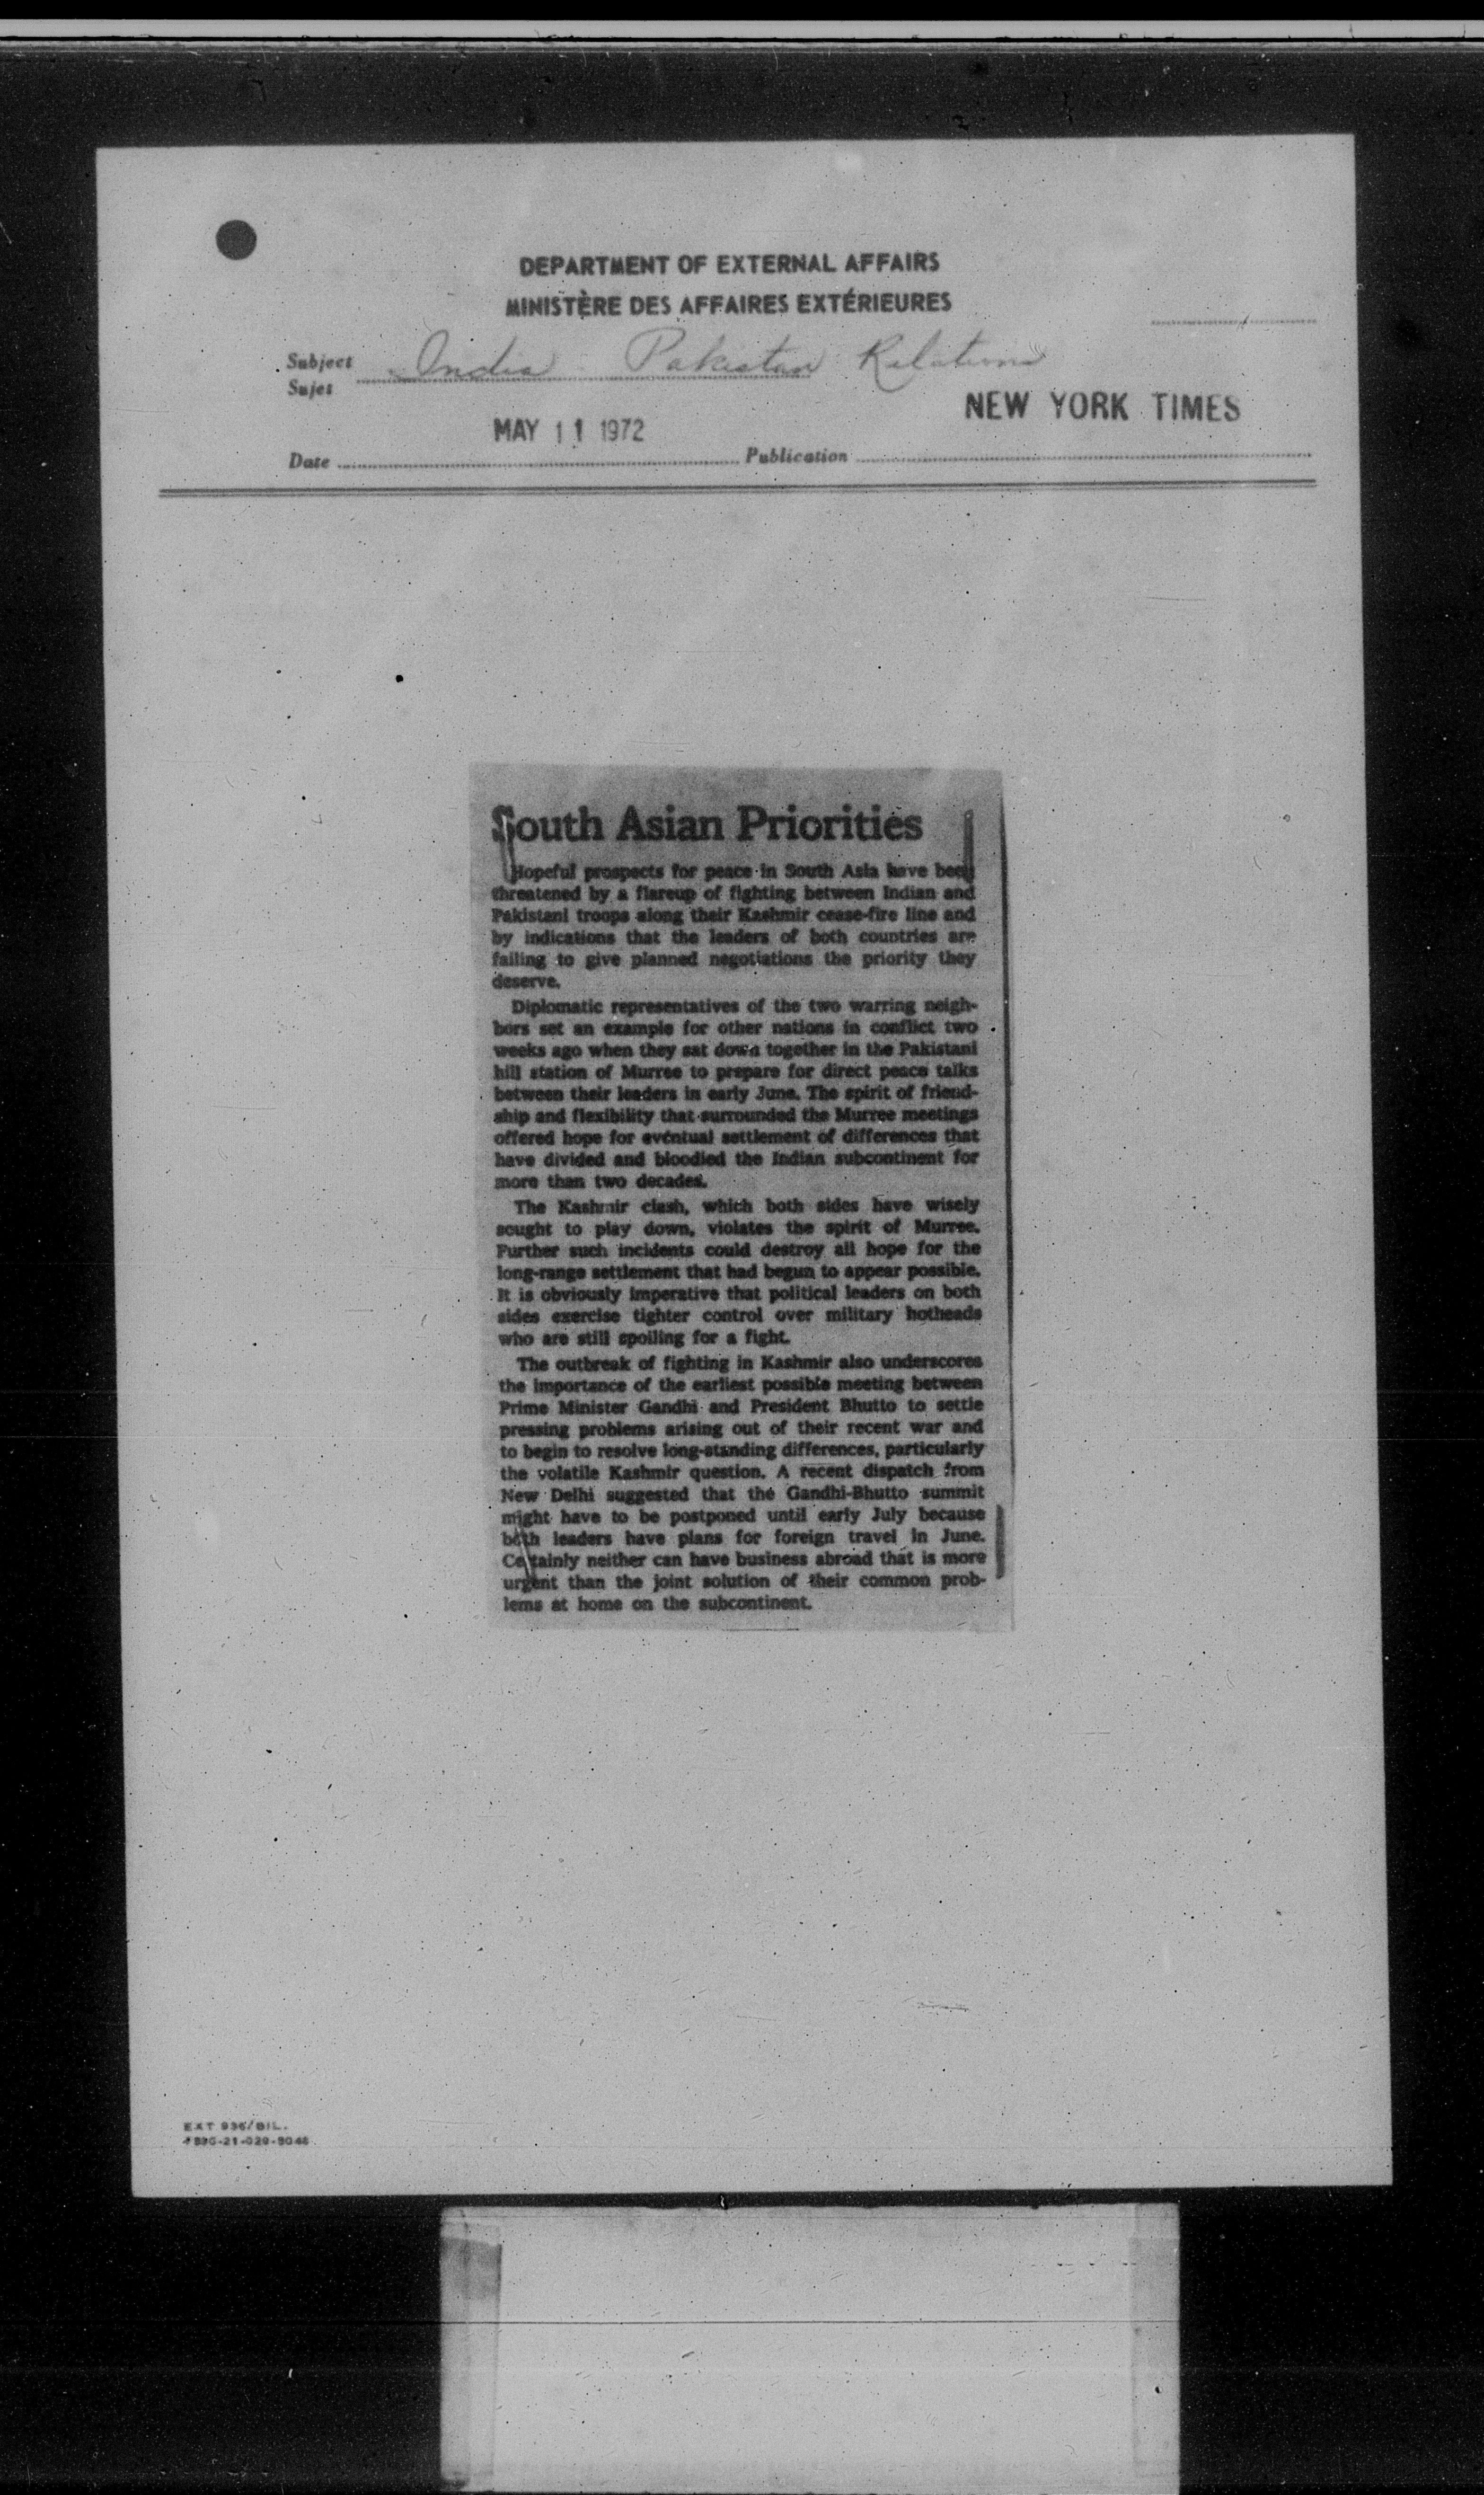 DEPARTMENT OF EXTERNAL AFFAIRS
MINISTÈRE DES AFFAIRES EXTÉRIEURES
Subject India Pakistan Relations
Sujet
NEW YORK TIMES
MAY 11 1972
Date Publication
South Asian Priorities
Hopeful prospects for peace in South Asia have been
threatened by a flareup of fighting between Indian and
Pakistani troops along their Kashmir cease-fire line and
by indications that the leaders of both countries are
failing to give planned negotiations the priority they
deserve.
Diplomatic representatives of the two warring neigh-
bors set an example for other nations in conflict two
weeks ago when they sat down together in the Pakistani
hill station of Murree to prepare for direct peace talks
between their leaders in early June. The spirit of friend-
ship and flexibility that surrounded the Murree meetings
offered hope for eventual settlement of differences that
have divided and bloodied the Indian subcontinent for
more than two decades.
The Kashmir clash, which both sides have wisely
sought to play down, violates the spirit of Murree.
Further such incidents could destroy all hope for the
long-range settlement that had begun to appear possible.
It is obviously imperative that political leaders on both
sides exercise tighter control over military hotheads
who are still spoiling for a fight.
The outbreak of fighting in Kashmir also underscores
the importance of the earliest possible meeting between
Prime Minister Gandhi and President Bhutto to settle
pressing problems arising out of their recent war and
to begin to resolve long-standing differences, particularly
the volatile Kashmir question. A recent dispatch from
New Delhi suggested that the Gandhi-Bhutto summit
might have to be postponed until early July because
both leaders have plans for foreign travel in June.
Certainly neither can have business abroad that is more
urgent than the joint solution of their common prob-
lems at home on the subcontinent.
EXT 936/BIL.